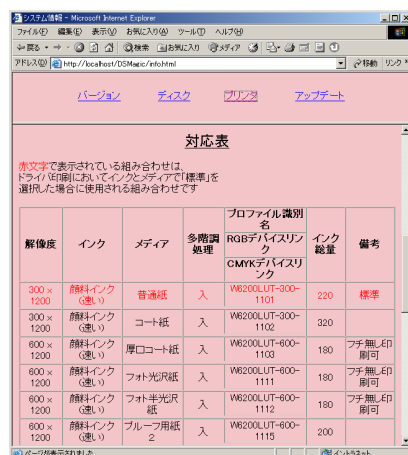 システム情報 - Microsoft Internet Explorer
ファイル(F) 編集(E) 表示(V) お気に入り(A) ツール(T) ヘルプ(H)
戻る 検索 お気に入り メディア
アドレス(D) http://localhost/DSMagic/info.html 移動 リンク
バージョン ディスク プリンタ アップデート
対応表
赤文字で表示されている組み合わせは、
ドライバ印刷においてインクとメディアで「標準」を
選択した場合に使用される組み合わせです
解像度 インク メディア 多階調処理 プロファイル識別名 RGBデバイスリンク CMYKデバイスリンク インク総量 備考
300 × 1200 顔料インク(速い) 普通紙 入 W6200LUT-300-1101 220 標準
300 × 1200 顔料インク(速い) コート紙 入 W6200LUT-300-1102 320
600 × 1200 顔料インク(速い) 厚口コート紙 入 W6200LUT-600-1103 180 フチ無し印刷可
600 × 1200 顔料インク(速い) フォト光沢紙 入 W6200LUT-600-1111 180 フチ無し印刷可
600 × 1200 顔料インク(速い) フォト半光沢紙 入 W6200LUT-600-1112 180 フチ無し印刷可
600 × 1200 顔料インク(速い) プルーフ用紙2 入 W6200LUT-600-1115 200
ページが表示されました イントラネット